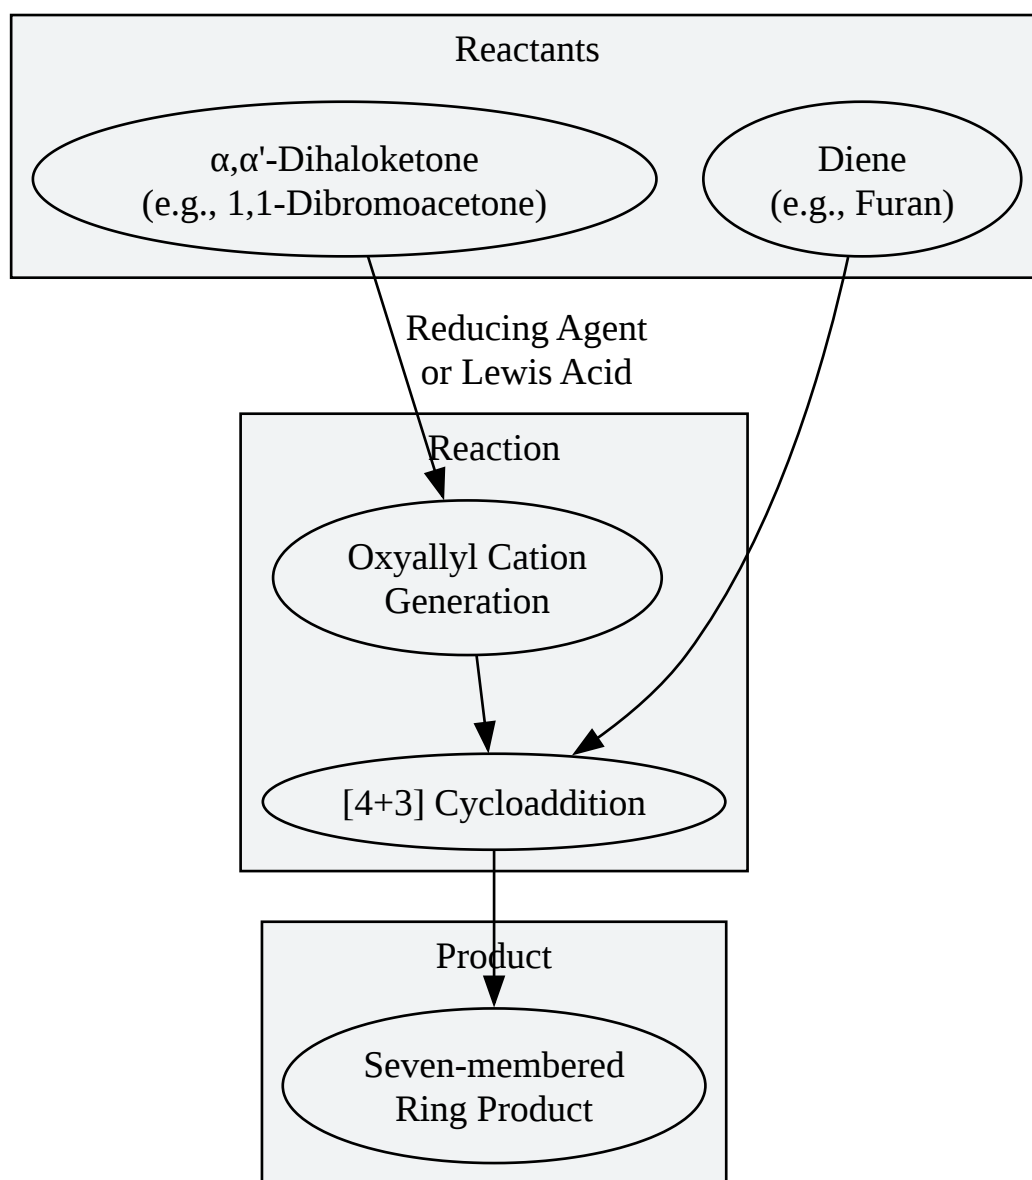 Reactants
α,α'-Dihaloketone
(e.g., 1,1-Dibromoacetone)
Diene
(e.g., Furan)
Reducing Agent
or Lewis Acid
Reaction
Oxyallyl Cation
Generation
[4+3] Cycloaddition
Product
Seven-membered
Ring Product